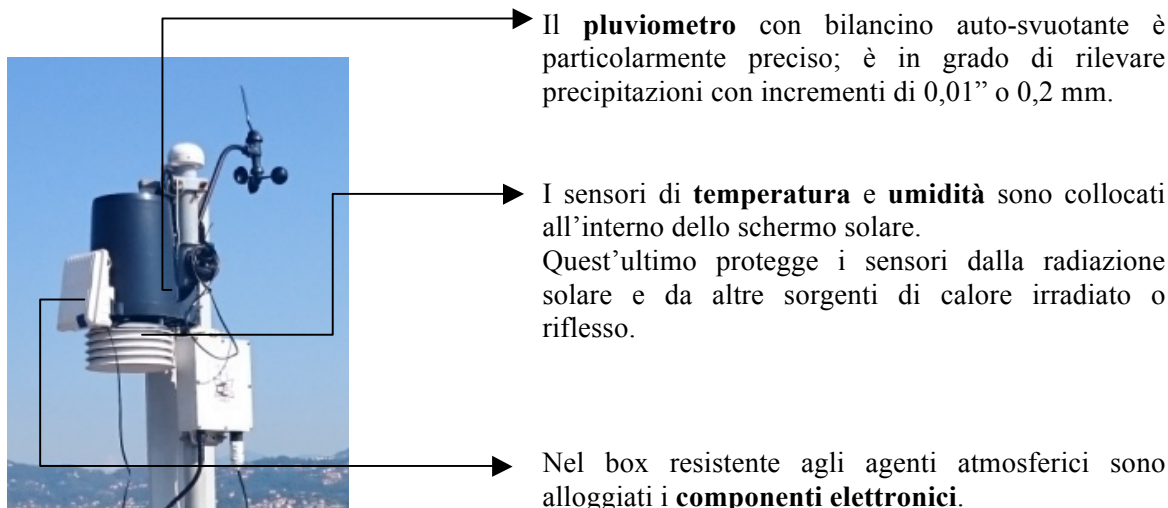 Il pluviometro con bilancino auto-svuotante è
particolarmente preciso; è in grado di rilevare
precipitazioni con incrementi di 0,01” o 0,2 mm.
I sensori di temperatura e umidità sono collocati
all’interno dello schermo solare.
Quest’ultimo protegge i sensori dalla radiazione
solare e da altre sorgenti di calore irradiato o
riflesso.
Nel box resistente agli agenti atmosferici sono
alloggiati i componenti elettronici.